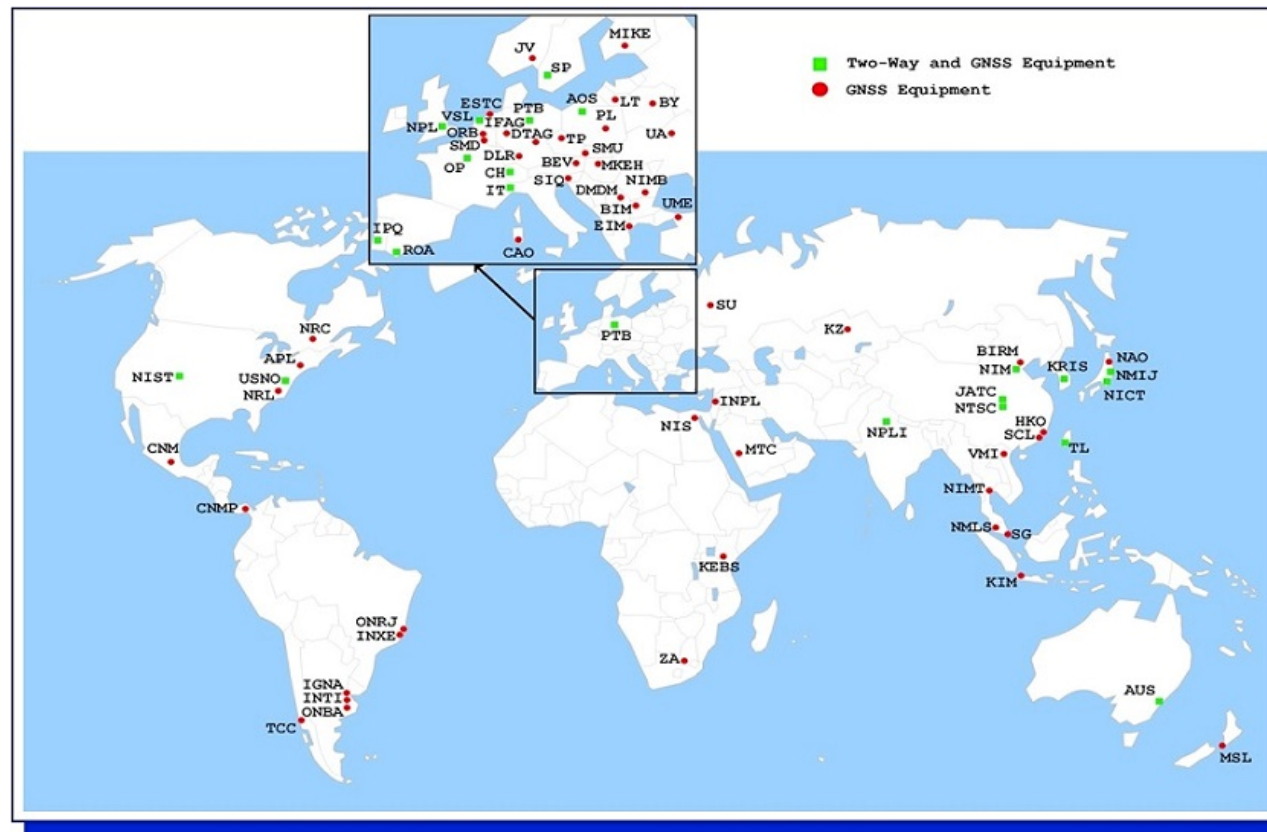 MIKE
JV
SP
Two-Way and GNSS Equipment
GNSS Equipment
ESTC
PTB
AOS
LT
BY
VSL
IFAG
PL
NPL
ORB
DTAG
TP
UA
SMD
SMU
OP
DLR
BEV
MKEH
CH
SIQ
NIMB
IT
DMDM
BIM
UME
IPQ
EIM
ROA
CAO
SU
NRC
PTB
KZ
APL
BIRM
NAO
NIST
USNO
NIM
KRIS
NMIJ
NRL
INPL
JATC
NICT
NTSC
NIS
HKO
NPLI
SCL
CNM
MTC
VMI
TL
NIMT
CNMP
NMLS
SG
KEBS
KIM
ONRJ
INXE
ZA
IGNA
INTI
ONBA
AUS
TCC
MSL